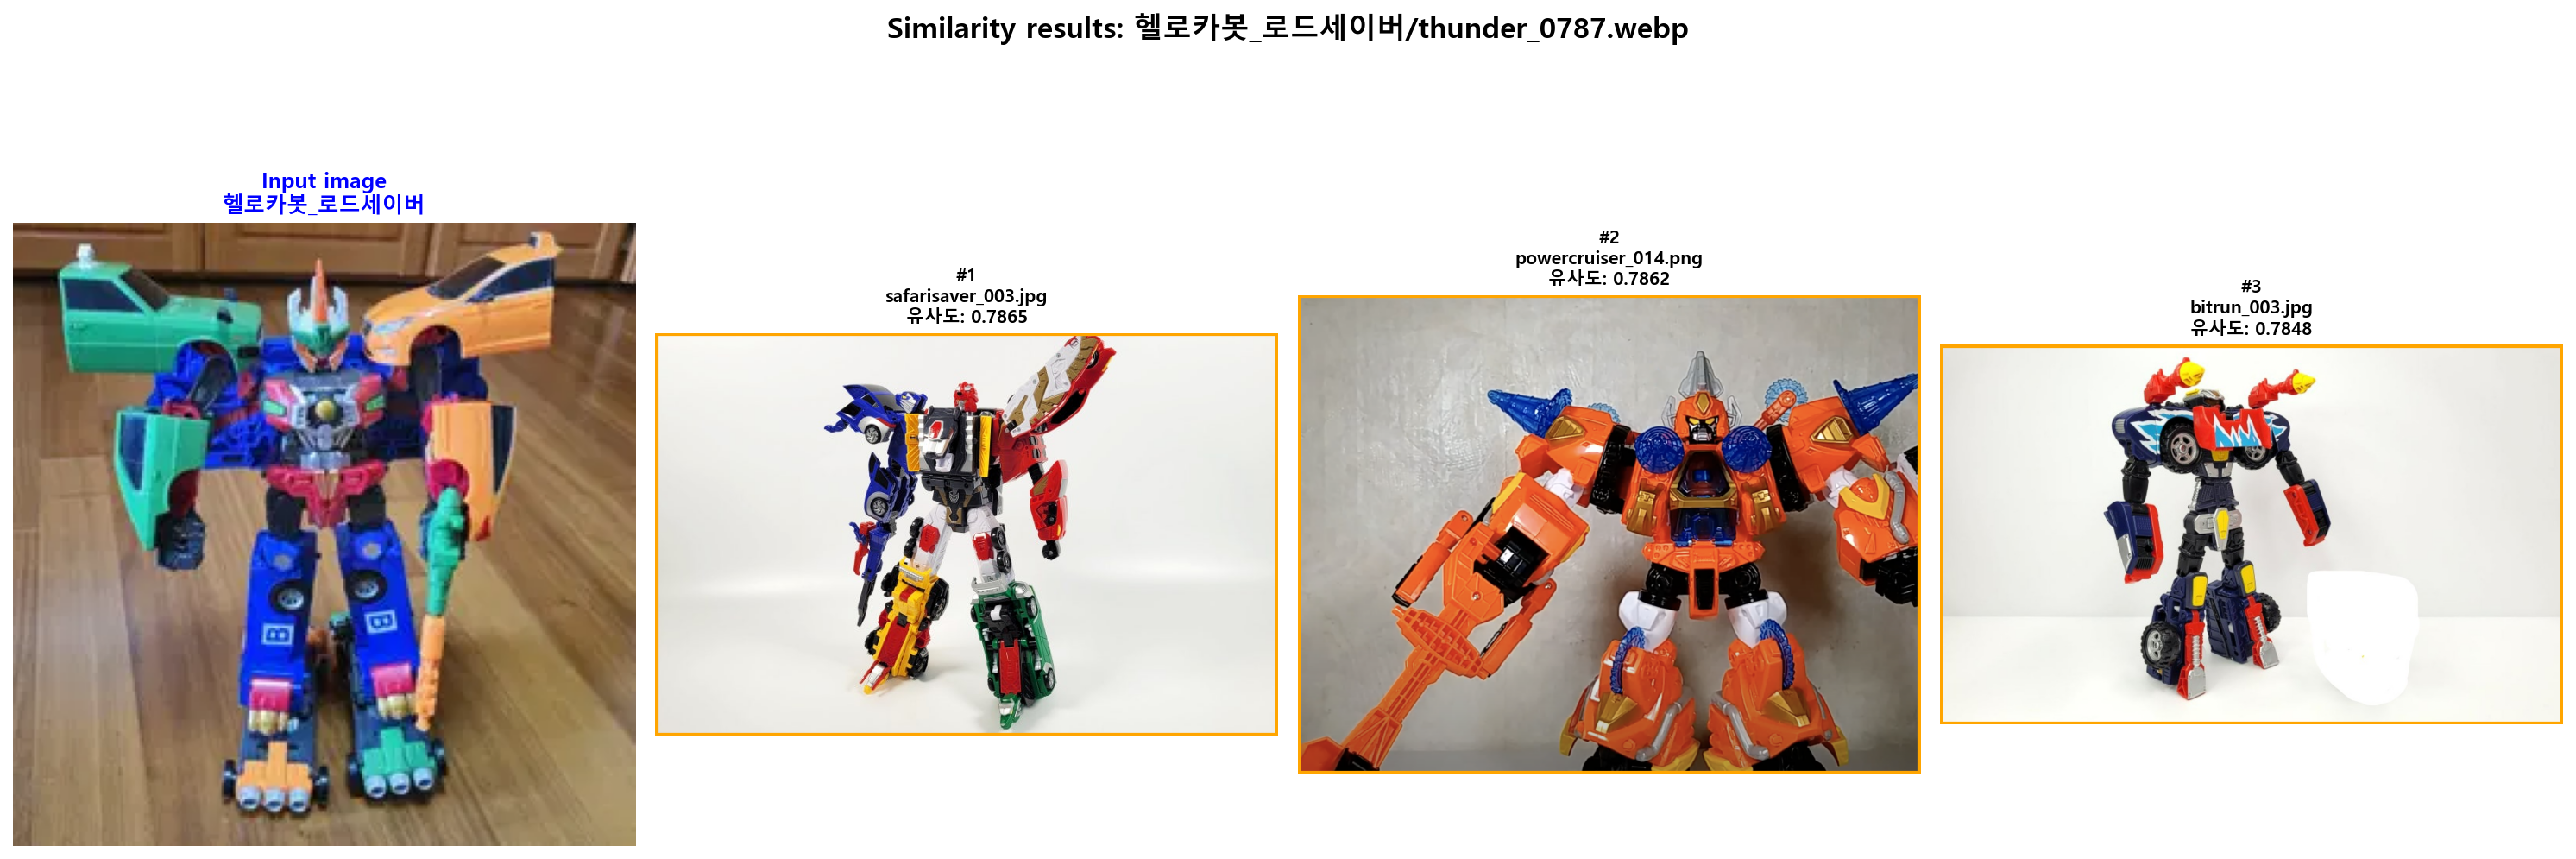 Similarity results: 헬로카봇_로드세이버/thunder_0787.webp
Input image
헬로카봇_로드세이버
#1
safarisaver_003.jpg
유사도: 0.7865
#2
powercruiser_014.png
유사도: 0.7862
#3
bitrun_003.jpg
유사도: 0.7848
B
B